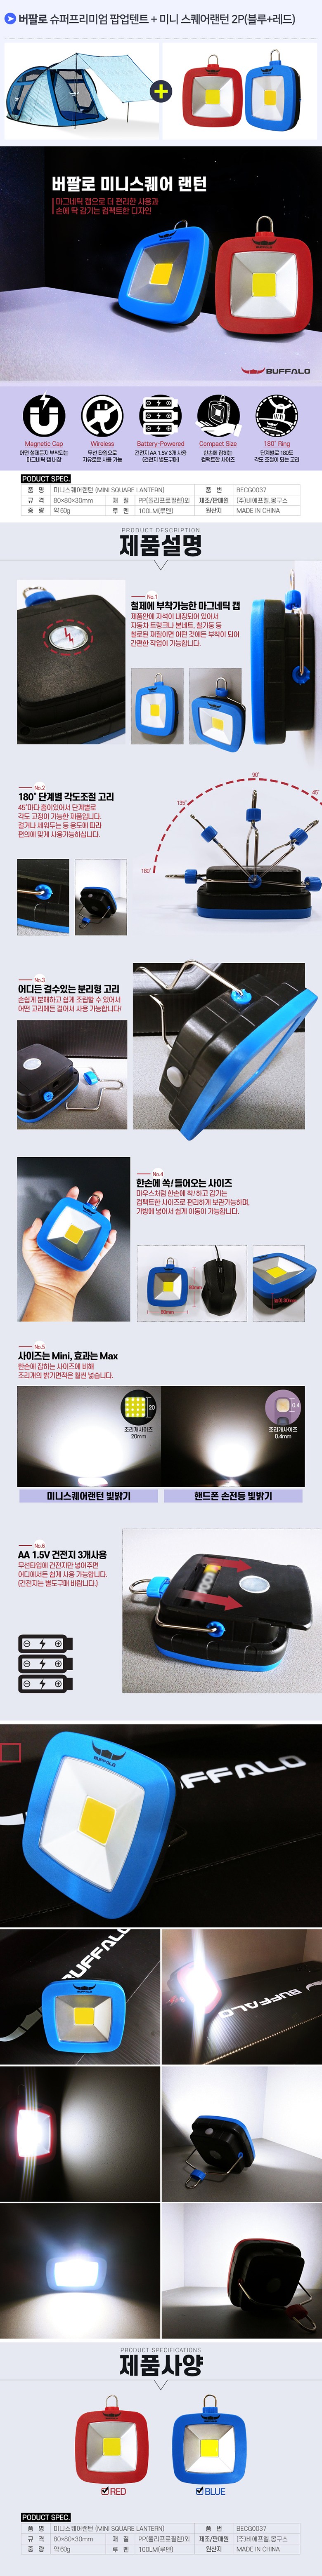 버팔로 슈퍼프리미엄 팝업텐트 + 미니 스퀘어랜턴 2P(블루+레드)
버팔로 미니스퀘어 랜턴
마그네틱 캡으로 더 편리한 사용과
손에 딱 감기는 컴팩트한 디자인
BUFFALO
Magnetic Cap
어떤 철제든지 부착되는
마그네틱 캡 내장
Wireless
무선 타입으로
자유로운 사용 가능
Battery-Powered
건전지 AA 1.5V 3개 사용
(건전지 별도구매)
Compact Size
한손에 잡히는
컴팩트한 사이즈
180˚ Ring
단계별로 180도
각도 조절이 되는 고리
PODUCT SPEC.
품 명 미니스퀘어랜턴 (MINI SQUARE LANTERN) 품 번 BECG0037
규 격 80×80×30mm 재 질 PP(폴리프로필린)외 제조/판매원 (주)비에프엘,몽구스
중 량 약 60g 루 멘 100LM(루멘) 원산지 MADE IN CHINA
PRODUCT DESCRIPTION
제품설명
No.1
철제에 부착가능한 마그네틱 캡
제품안에 자석이 내장되어 있어서
자동차 트렁크나 본네트, 철기둥 등
철로된 재질이면 어떤 것에든 부착이 되어
간편한 작업이 가능합니다.
No.2
180˚ 단계별 각도조절 고리
45˚마다 홈이있어서 단계별로
각도 고정이 가능한 제품입니다.
걸거나 세워두는 등 용도에 따라
편의에 맞게 사용가능하십니다.
90˚
45˚
135˚
180˚
No.3
어디든 걸수있는 분리형 고리
손쉽게 분해하고 쉽게 조립할 수 있어서
어떤 고리에든 걸어서 사용 가능합니다!
No.4
한손에 쏙! 들어오는 사이즈
마우스처럼 한손에 착! 하고 감기는
컴팩트한 사이즈로 편리하게 보관가능하며,
가방에 넣어서 쉽게 이동이 가능합니다.
80mm
80mm
No.5
사이즈는 Mini, 효과는 Max
한손에 잡히는 사이즈에 비해
조리개의 밝기면적은 훨씬 넓습니다.
20
조리개사이즈
20mm
0.4
조리개사이즈
0.4mm
미니스퀘어랜턴 빛밝기
핸드폰 손전등 빛밝기
No.6
AA 1.5V 건전지 3개사용
무선타입에 건전지만 넣어주면
어디에서든 쉽게 사용 가능합니다.
(건전지는 별도구매 바랍니다.)
BUFFALO
FFALO
BUFFALO
BUFFALO
PRODUCT SPECIFICATIONS
제품사양
RED
BLUE
PODUCT SPEC.
품 명 미니스퀘어랜턴 (MINI SQUARE LANTERN) 품 번 BECG0037
규 격 80×80×30mm 재 질 PP(폴리프로필린)외 제조/판매원 (주)비에프엘,몽구스
중 량 약 60g 루 멘 100LM(루멘) 원산지 MADE IN CHINA